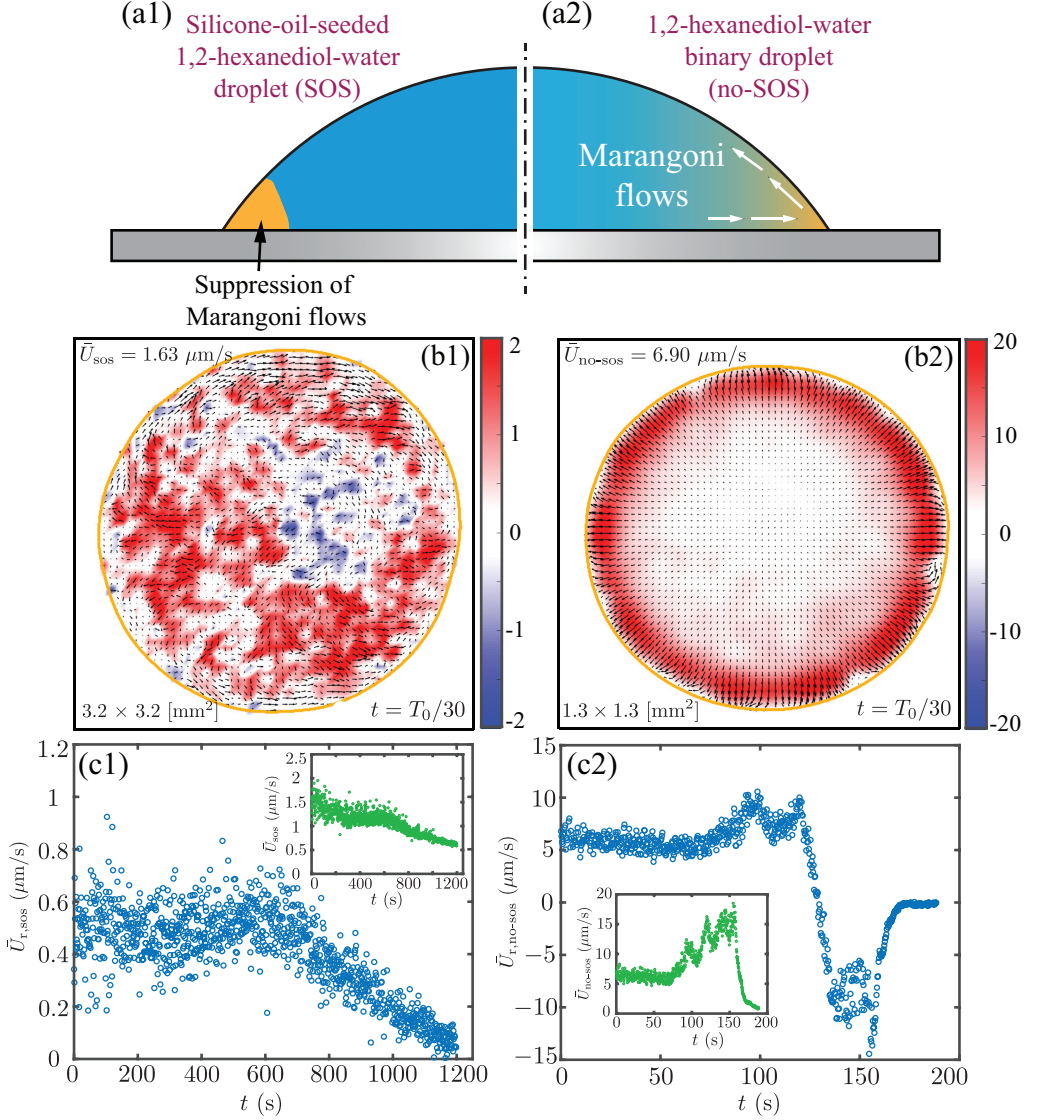 (a1)
(a2)
Silicone-oil-seeded
1,2-hexanediol-water
droplet (SOS)
1,2-hexanediol-water
binary droplet
(no-SOS)
Marangoni
flows
Suppression of
Marangoni flows
Ū_sos = 1.63 μm/s
(b1)
2
1
0
-1
-2
3.2 × 3.2 [mm²]
t = T₀/30
Ū_no-sos = 6.90 μm/s
(b2)
20
10
0
-10
-20
1.3 × 1.3 [mm²]
t = T₀/30
(c1)
1.2
1
0.8
0.6
0.4
0.2
0
Ū_r,sos (μm/s)
0 200 400 600 800 1000 1200
t (s)
2.5
2
1.5
1
0.5
0
Ū_sos (μm/s)
0 400 800 1200
t (s)
(c2)
15
10
5
0
−5
−10
−15
Ū_r,no-sos (μm/s)
0 50 100 150 200
t (s)
20
15
10
5
0
Ū_no-sos (μm/s)
0 50 100 150 200
t (s)